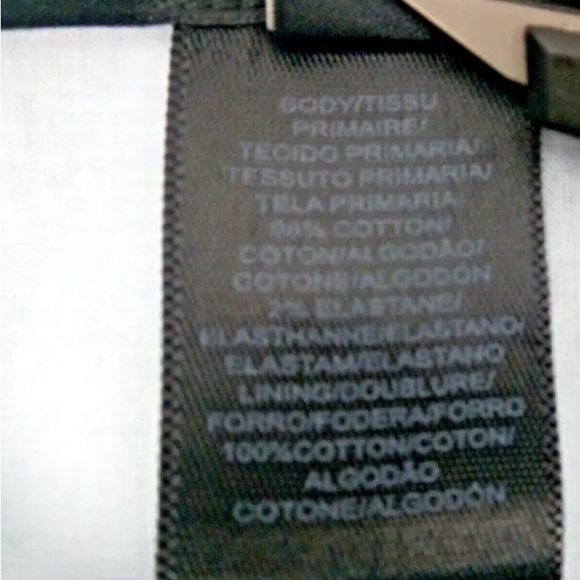 BODY/TISSU
PRIMAIRE/
TECIDO PRIMARIA/
TESSUTO PRIMARIA/
TELA PRIMARIA
98% COTTON/
COTON/ALGODÃO/
COTONE/ALGODÓN
2% ELASTANE/
ELASTHANNE/ELASTANO/
ELASTAM/ELASTANO
LINING/DOUBLURE/
FORRO/FODERA/FORRO
100%COTTON/COTON/
ALGODÃO
COTONE/ALGODÓN